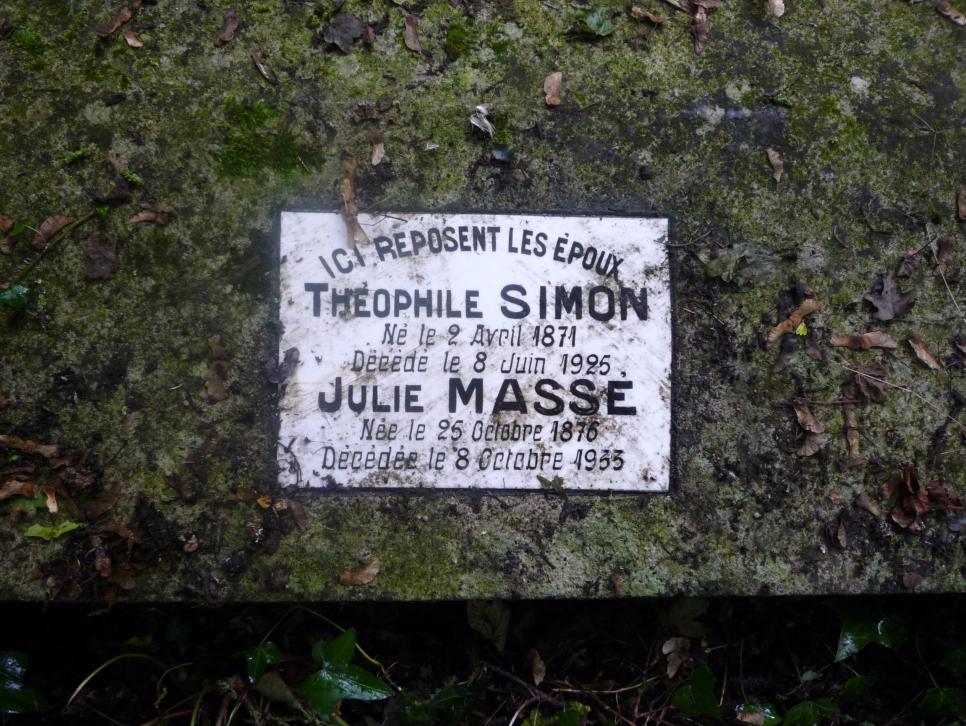 ICI REPOSENT LES ÉPOUX
THÉOPHILE SIMON
Né le 2 Avril 1871
Décédé le 8 Juin 1925
JULIE MASSÉ
Née le 25 Octobre 1876
Décédée le 8 Octobre 1933